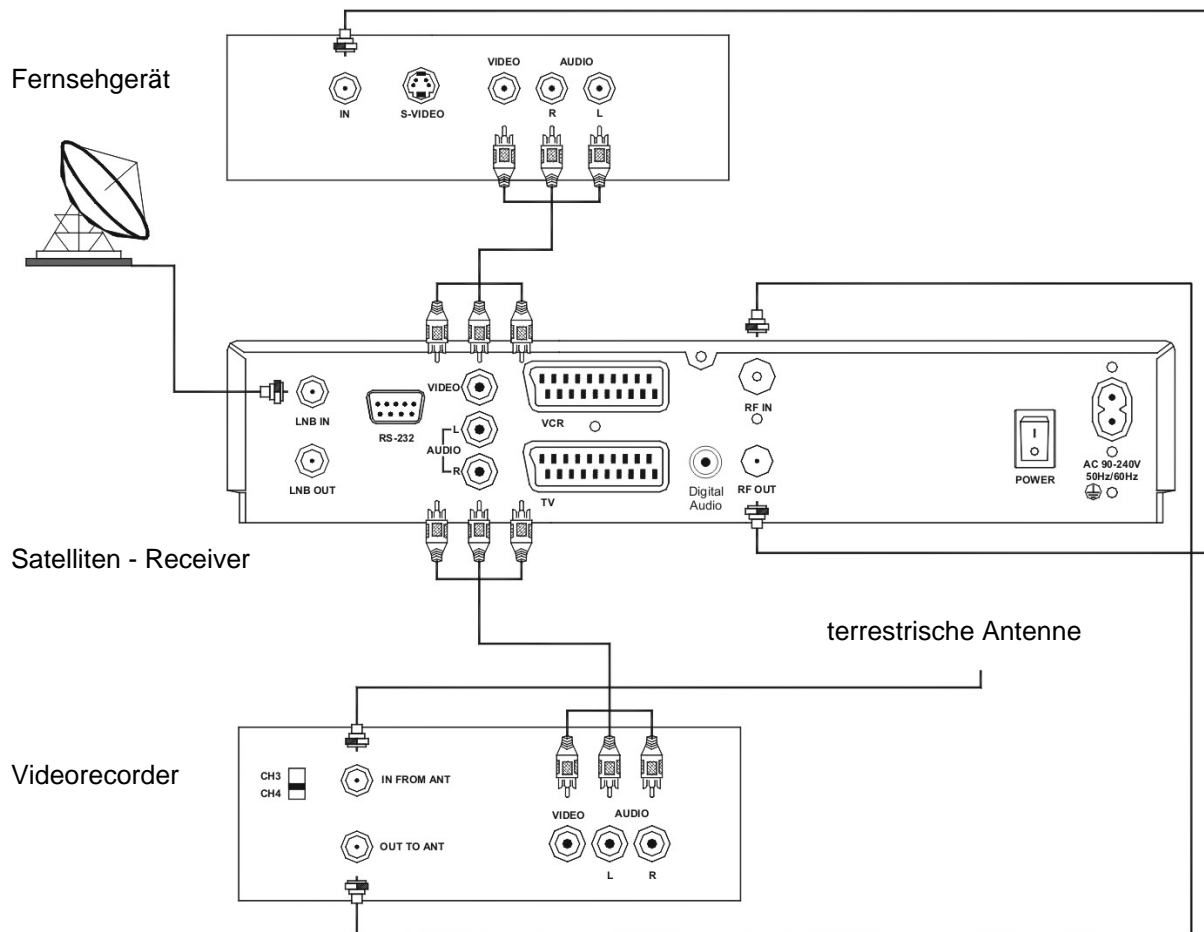 Fernsehgerät
VIDEO AUDIO
IN S-VIDEO R L
LNB IN
LNB OUT
RS-232
VIDEO
L
AUDIO
R
VCR
TV
Digital
Audio
RF IN
RF OUT
I
O
POWER
AC 90-240V
50Hz/60Hz
Satelliten - Receiver
terrestrische Antenne
Videorecorder
CH3
CH4
IN FROM ANT
OUT TO ANT
VIDEO AUDIO
L R